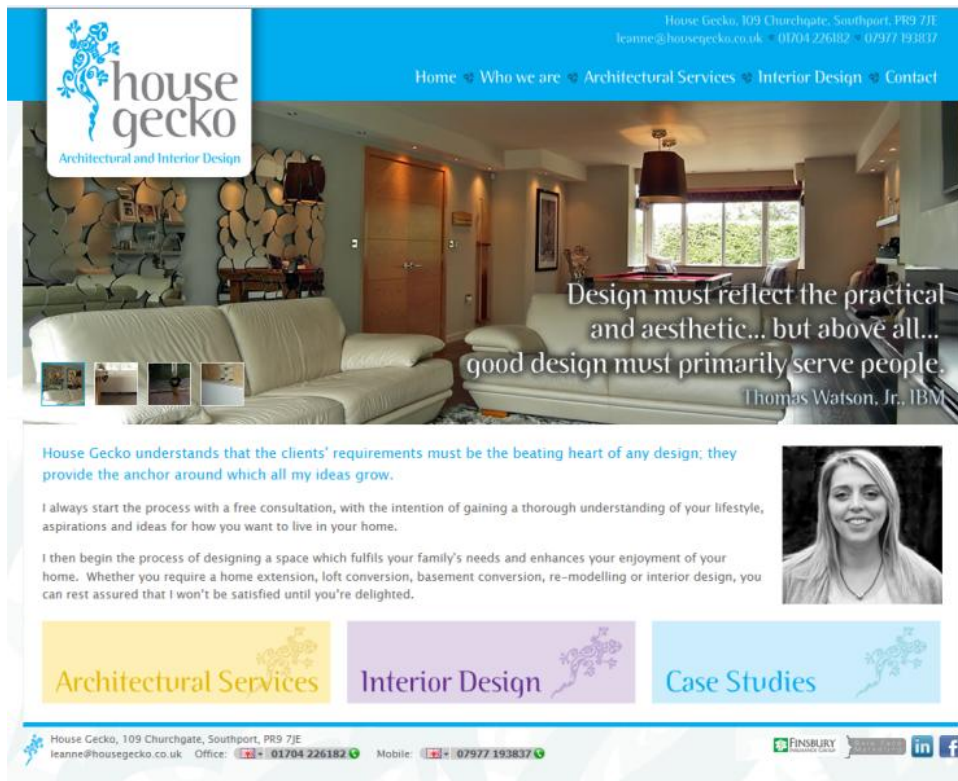 House Gecko, 109 Churchgate, Southport, PR9 7JE
leanne@housegecko.co.uk 01704 226182 07977 193837
house
gecko
Architectural and Interior Design
Home Who we are Architectural Services Interior Design Contact
Design must reflect the practical
and aesthetic... but above all...
good design must primarily serve people.
Thomas Watson, Jr., IBM
House Gecko understands that the clients' requirements must be the beating heart of any design; they
provide the anchor around which all my ideas grow.
I always start the process with a free consultation, with the intention of gaining a thorough understanding of your lifestyle,
aspirations and ideas for how you want to live in your home.
I then begin the process of designing a space which fulfils your family's needs and enhances your enjoyment of your
home. Whether you require a home extension, loft conversion, basement conversion, re-modelling or interior design, you
can rest assured that I won't be satisfied until you're delighted.
Architectural Services
Interior Design
Case Studies
House Gecko, 109 Churchgate, Southport, PR9 7JE
leanne@housegecko.co.uk Office: 01704 226182 Mobile: 07977 193837
FINSBURY
in f